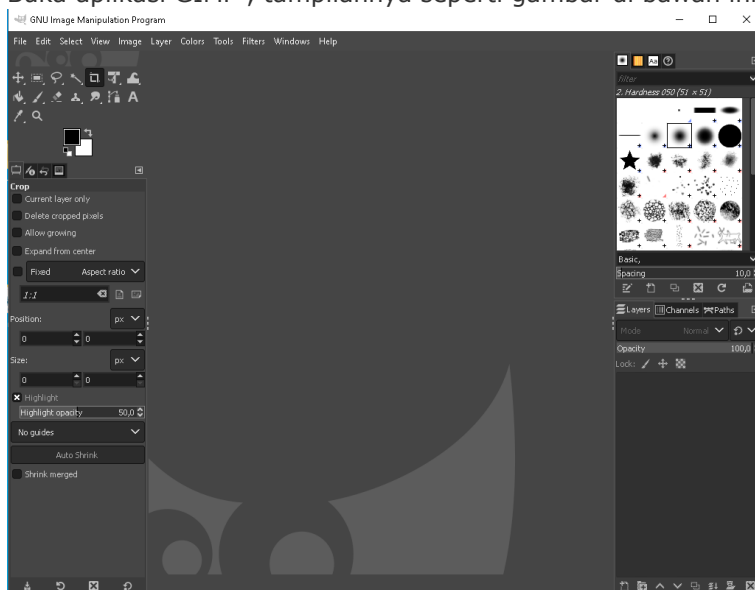 Buka aplikasi GIMP , tampilannya seperti gambar di bawah ini
GNU Image Manipulation Program
File Edit Select View Image Layer Colors Tools Filters Windows Help
Crop
Current layer only
Delete cropped pixels
Allow growing
Expand from center
Fixed Aspect ratio
1:1
Position: px
0 0
Size: px
0 0
Highlight
Highlight opacity 50,0
No guides
Auto Shrink
Shrink merged
Aa
filter
2. Hardness 050 (51 × 51)
Basic,
Spacing 10,0
Layers Channels Paths
Mode Normal
Opacity 100,0
Lock: